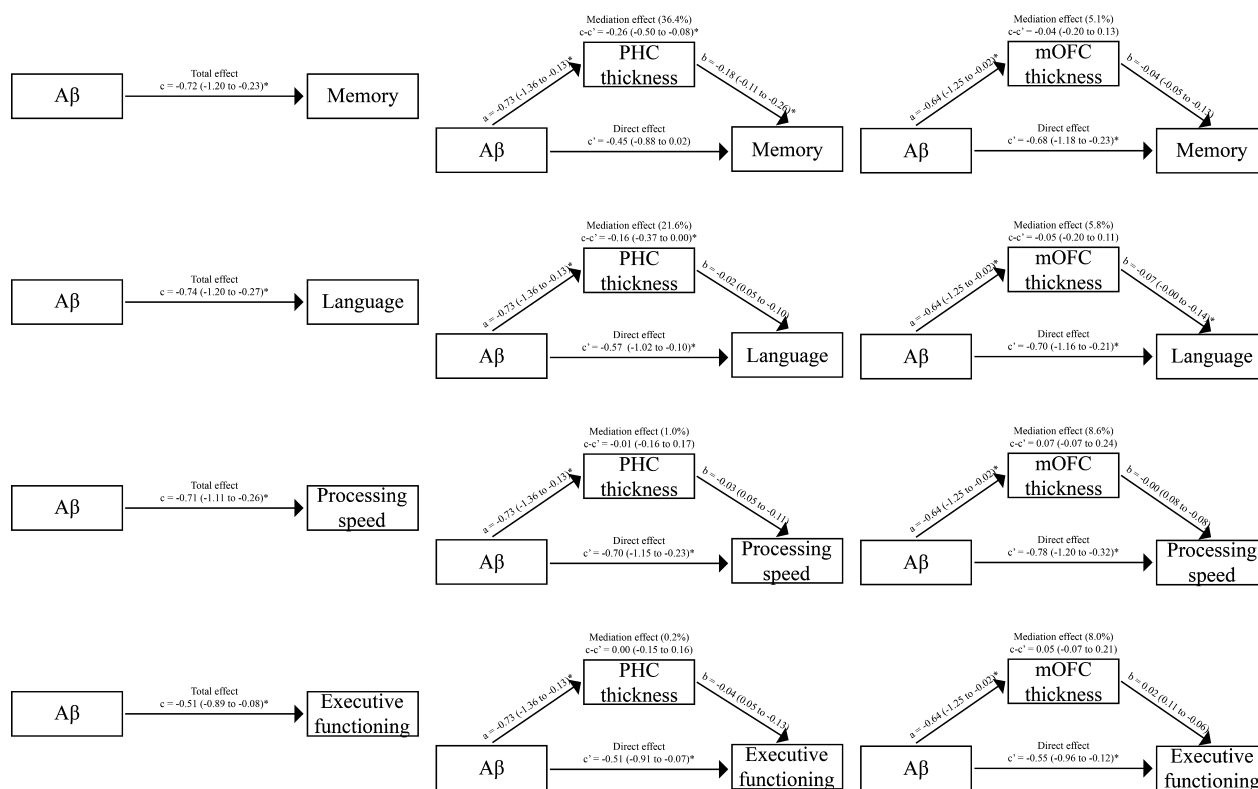 Aβ
Total effect
c = -0.72 (-1.20 to -0.23)*
Memory
Mediation effect (36.4%)
c-c’ = -0.26 (-0.50 to -0.08)*
PHC
thickness
a = -0.73 (-1.36 to -0.13)*
b = -0.18 (-0.11 to -0.26)*
Aβ
Direct effect
c’ = -0.45 (-0.88 to 0.02)
Memory
Mediation effect (5.1%)
c-c’ = -0.04 (-0.20 to 0.13)
mOFC
thickness
a = -0.64 (-1.25 to -0.02)*
b = -0.04 (-0.05 to -0.13)
Aβ
Direct effect
c’ = -0.68 (-1.18 to -0.23)*
Memory
Aβ
Total effect
c = -0.74 (-1.20 to -0.27)*
Language
Mediation effect (21.6%)
c-c’ = -0.16 (-0.37 to 0.00)*
PHC
thickness
a = -0.73 (-1.36 to -0.13)*
b = -0.02 (0.05 to -0.10)
Aβ
Direct effect
c’ = -0.57 (-1.02 to -0.10)*
Language
Mediation effect (5.8%)
c-c’ = -0.05 (-0.20 to 0.11)
mOFC
thickness
a = -0.64 (-1.25 to -0.02)*
b = -0.07 (-0.00 to -0.14)*
Aβ
Direct effect
c’ = -0.70 (-1.16 to -0.21)*
Language
Aβ
Total effect
c = -0.71 (-1.11 to -0.26)*
Processing
speed
Mediation effect (1.0%)
c-c’ = -0.01 (-0.16 to 0.17)
PHC
thickness
a = -0.73 (-1.36 to -0.13)*
b = -0.03 (0.05 to -0.11)
Aβ
Direct effect
c’ = -0.70 (-1.15 to -0.23)*
Processing
speed
Mediation effect (8.6%)
c-c’ 0.07 (-0.07 to 0.24)
mOFC
thickness
a = -0.64 (-1.25 to -0.02)*
b = -0.00 (0.08 to -0.08)
Aβ
Direct effect
c’ = -0.78 (-1.20 to -0.32)*
Processing
speed
Aβ
Total effect
c = -0.51 (-0.89 to -0.08)*
Executive
functioning
Mediation effect (0.2%)
c-c’ = 0.00 (-0.15 to 0.16)
PHC
thickness
a = -0.73 (-1.36 to -0.13)*
b = -0.04 (0.05 to -0.13)
Aβ
Direct effect
c’ = -0.51 (-0.91 to -0.07)*
Executive
functioning
Mediation effect (8.0%)
c-c’ = 0.05 (-0.07 to 0.21)
mOFC
thickness
a = -0.64 (-1.25 to -0.02)*
b = 0.02 (0.11 to -0.06)
Aβ
Direct effect
c’ = -0.55 (-0.96 to -0.12)*
Executive
functioning